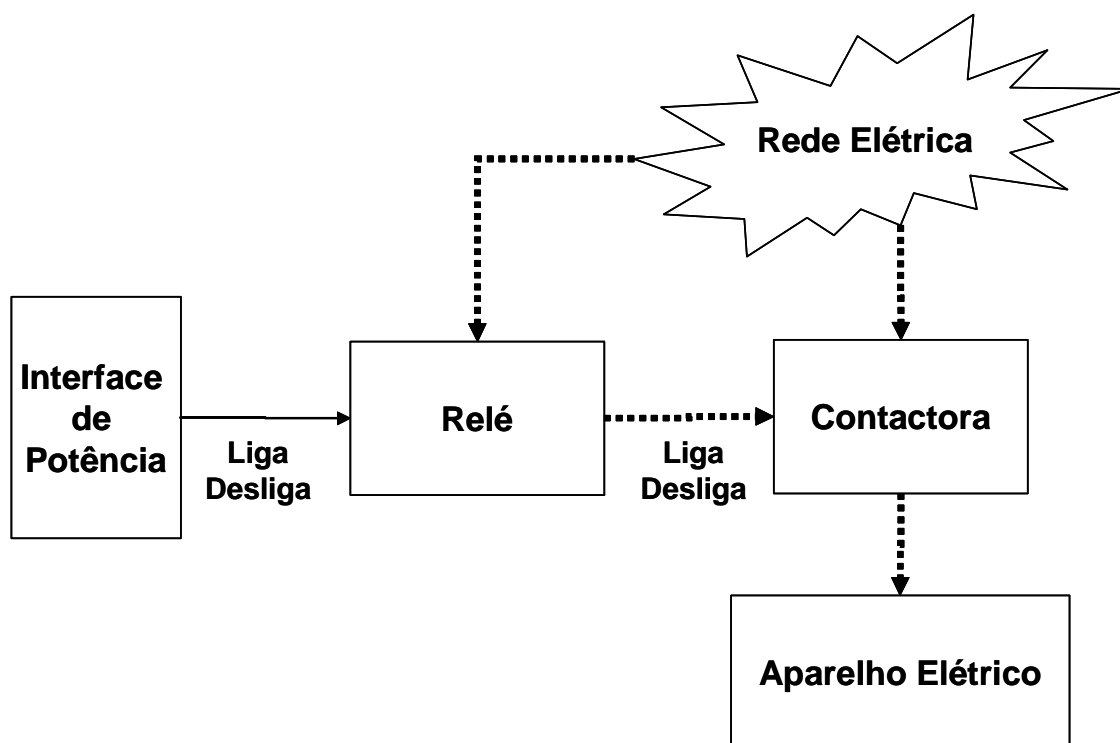 Rede Elétrica
Interface
de
Potência
Liga
Desliga
Relé
Liga
Desliga
Contactora
Aparelho Elétrico